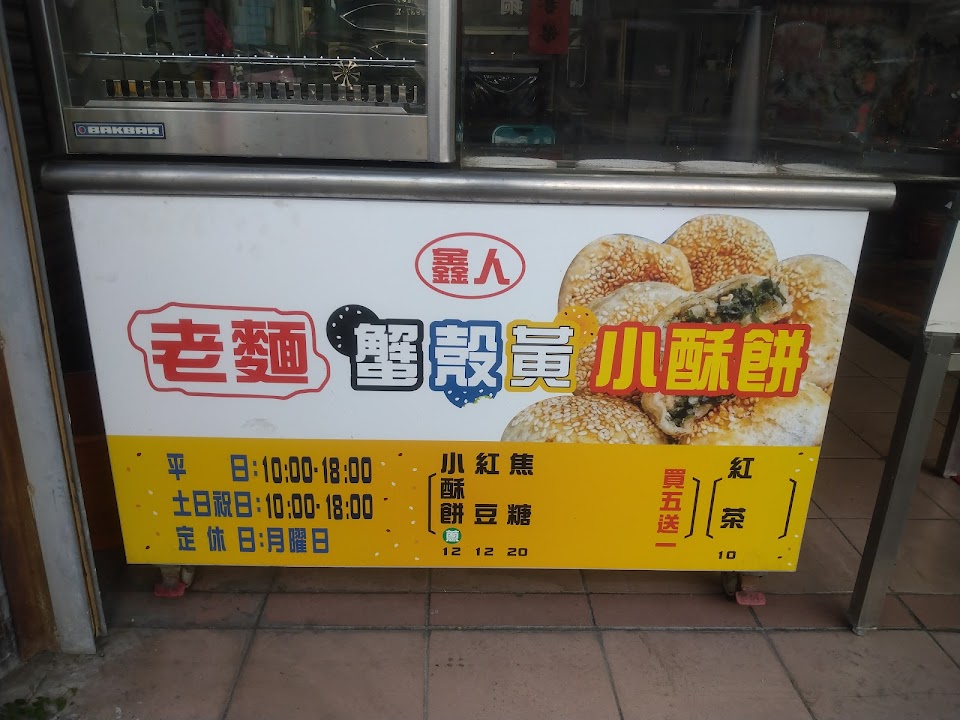 BAKBAR
鑫人
老麵 蟹殼黃 小酥餅
平 日:10:00-18:00
土日祝日:10:00-18:00
定休日:月曜日
小酥餅 蔥 12
紅豆 12
焦糖 20
買五送一
紅茶 10